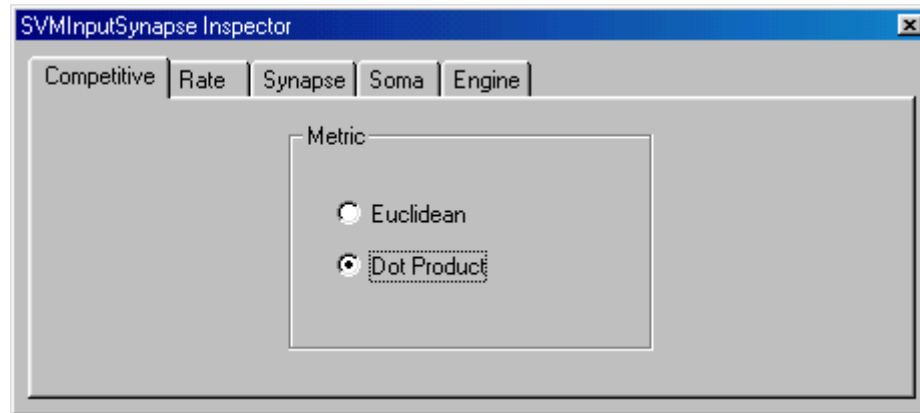 SVMInputSynapse Inspector
Competitive Rate Synapse Soma Engine
Metric
Euclidean
Dot Product